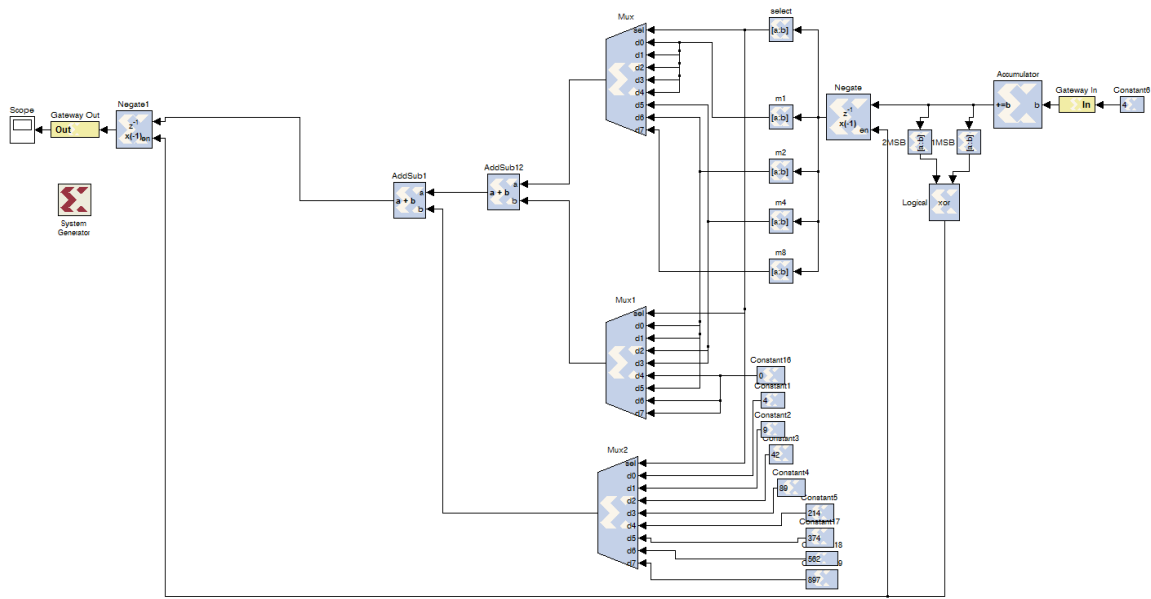 select
Mux
[a:b]
sel
d0
d1
d2
d3
d4
d5
d6
d7
Scope
Gateway Out
Out
Negate1
z-1
x(-1)
en
System
Generator
AddSub1
a + b
a
b
AddSub12
a + b
a
b
m1
[a:b]
m2
[a:b]
m4
[a:b]
m8
[a:b]
Negate
z-1
x(-1)
en
Accumulator
+=b
b
Gateway In
In
Constant6
4
2MSB
[a:b]
1MSB
[a:b]
Logical
xor
Mux1
sel
d0
d1
d2
d3
d4
d5
d6
d7
Constant16
0
Constant1
4
Constant2
9
Constant3
42
Constant4
89
Constant5
214
Constant17
374
18
562
9
897
Mux2
sel
d0
d1
d2
d3
d4
d5
d6
d7